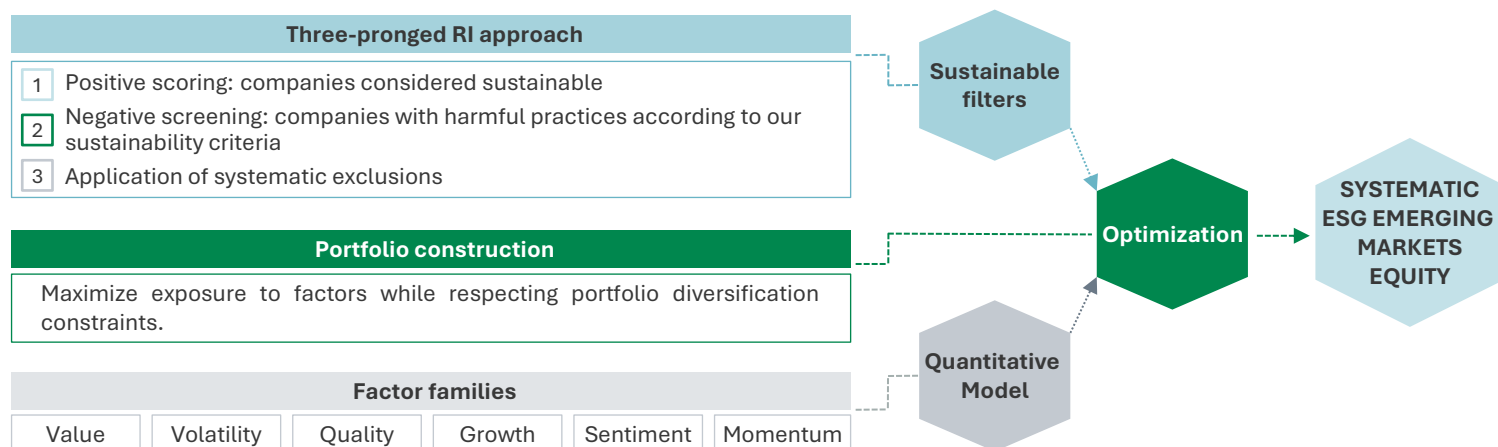 Three-pronged RI approach
1 Positive scoring: companies considered sustainable
2 Negative screening: companies with harmful practices according to our
sustainability criteria
3 Application of systematic exclusions
Sustainable
filters
Portfolio construction
Maximize exposure to factors while respecting portfolio diversification
constraints.
Optimization
SYSTEMATIC
ESG EMERGING
MARKETS
EQUITY
Factor families
Value Volatility Quality Growth Sentiment Momentum
Quantitative
Model